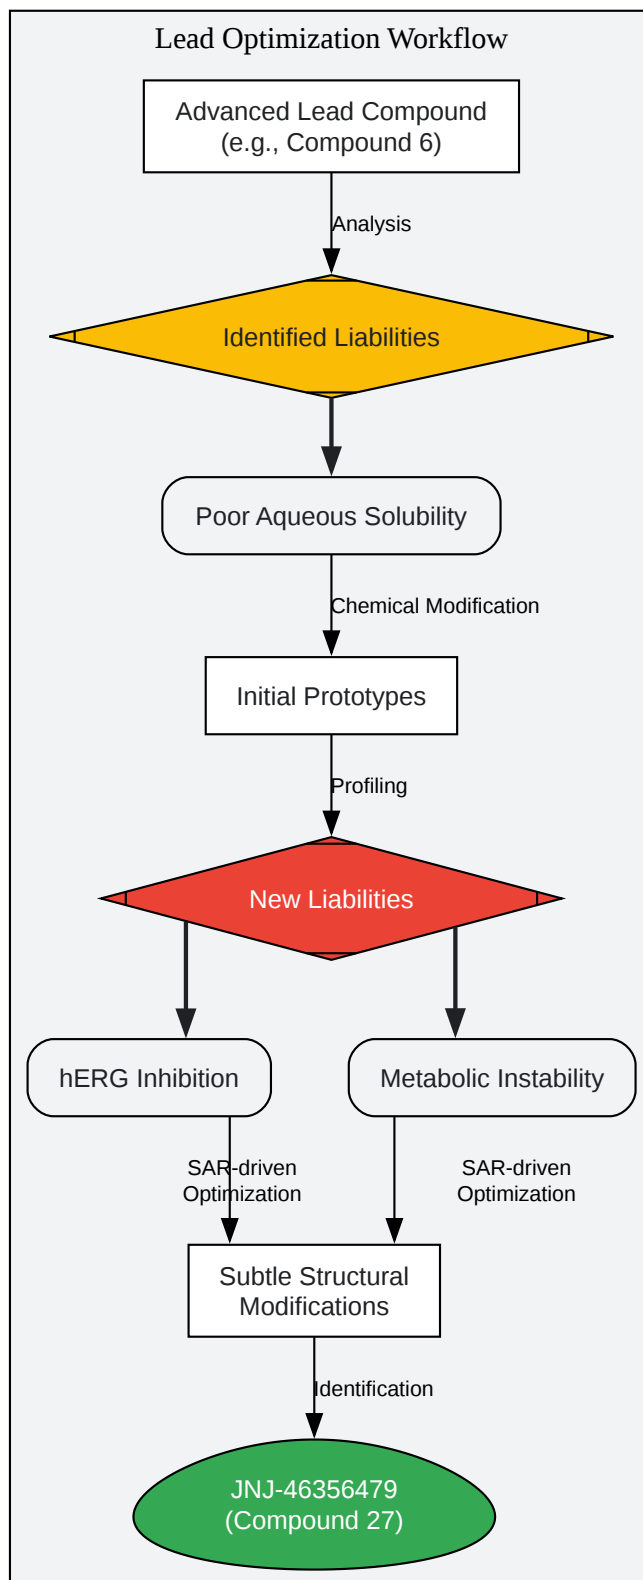 Lead Optimization Workflow
Advanced Lead Compound
(e.g., Compound 6)
Analysis
Identified Liabilities
Poor Aqueous Solubility
Chemical Modification
Initial Prototypes
Profiling
New Liabilities
hERG Inhibition
Metabolic Instability
SAR-driven
Optimization
SAR-driven
Optimization
Subtle Structural
Modifications
Identification
JNJ-46356479
(Compound 27)